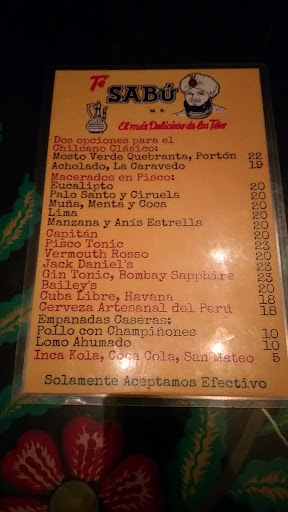 Té
SABÚ
M. R.
El más Delicioso de los Tées
Dos opciones para el
Chilcano Clásico:
Mosto Verde Quebranta, Portón 22
Acholado, La Caravedo 19
Macerados en Pisco:
Eucalipto 20
Palo Santo y Ciruela 20
Muña, Menta y Coca 20
Lima 20
Manzana y Anís Estrella 20
Capitán 20
Pisco Tonic 23
Vermouth Rosso 20
Jack Daniel's 23
Gin Tonic, Bombay Sapphire 23
Bailey's 20
Cuba Libre, Havana 18
Cerveza Artesanal del Perú 18
Empanadas Caseras:
Pollo con Champiñones 10
Lomo Ahumado 10
Inca Kola, Coca Cola, San Mateo 5
Solamente Aceptamos Efectivo